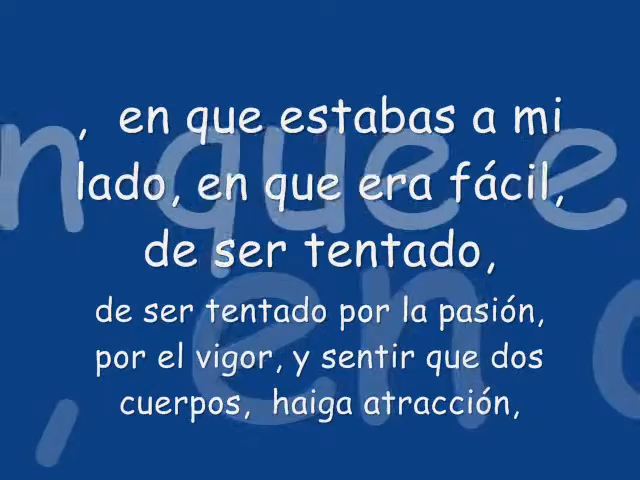 , en que estabas a mi
lado, en que era fácil,
de ser tentado,
de ser tentado por la pasión,
por el vigor, y sentir que dos
cuerpos, haiga atracción,